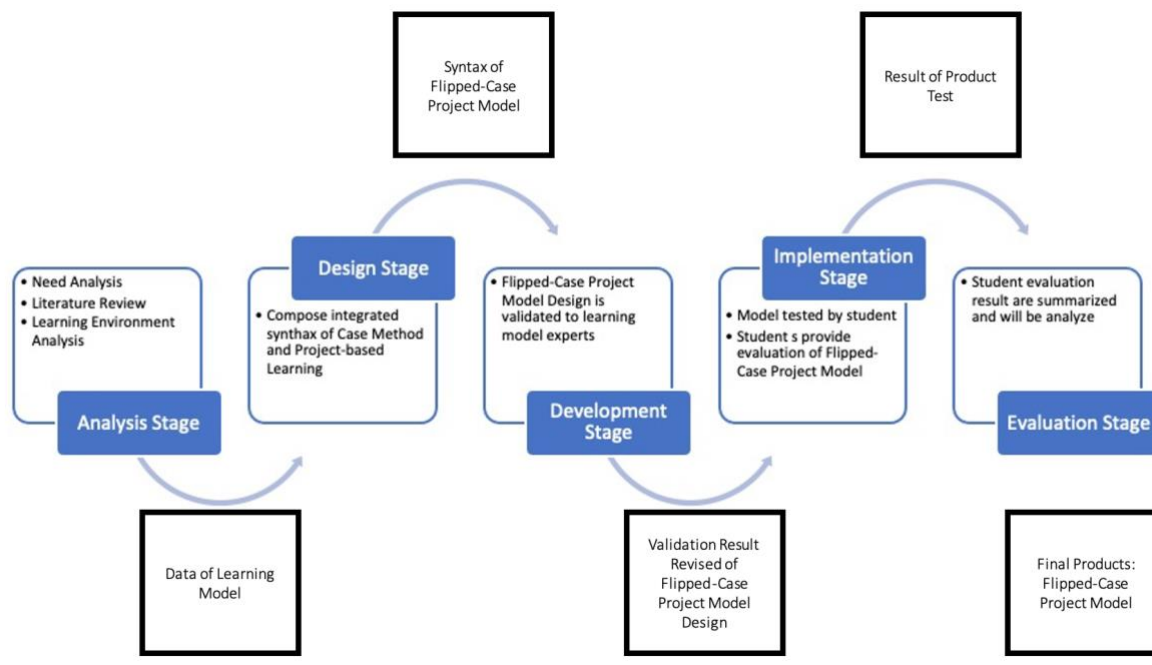 Syntax of
Flipped-Case
Project Model
Result of Product
Test
• Need Analysis
• Literature Review
• Learning Environment
Analysis
Analysis Stage
Design Stage
• Compose integrated
synthax of Case Method
and Project-based
Learning
• Flipped-Case Project
Model Design is
validated to learning
model experts
Development
Stage
Implementation
Stage
• Model tested by student
• Student s provide
evaluation of Flipped-
Case Project Model
• Student evaluation
result are summarized
and will be analyze
Evaluation Stage
Data of Learning
Model
Validation Result
Revised of
Flipped-Case
Project Model
Design
Final Products:
Flipped-Case
Project Model